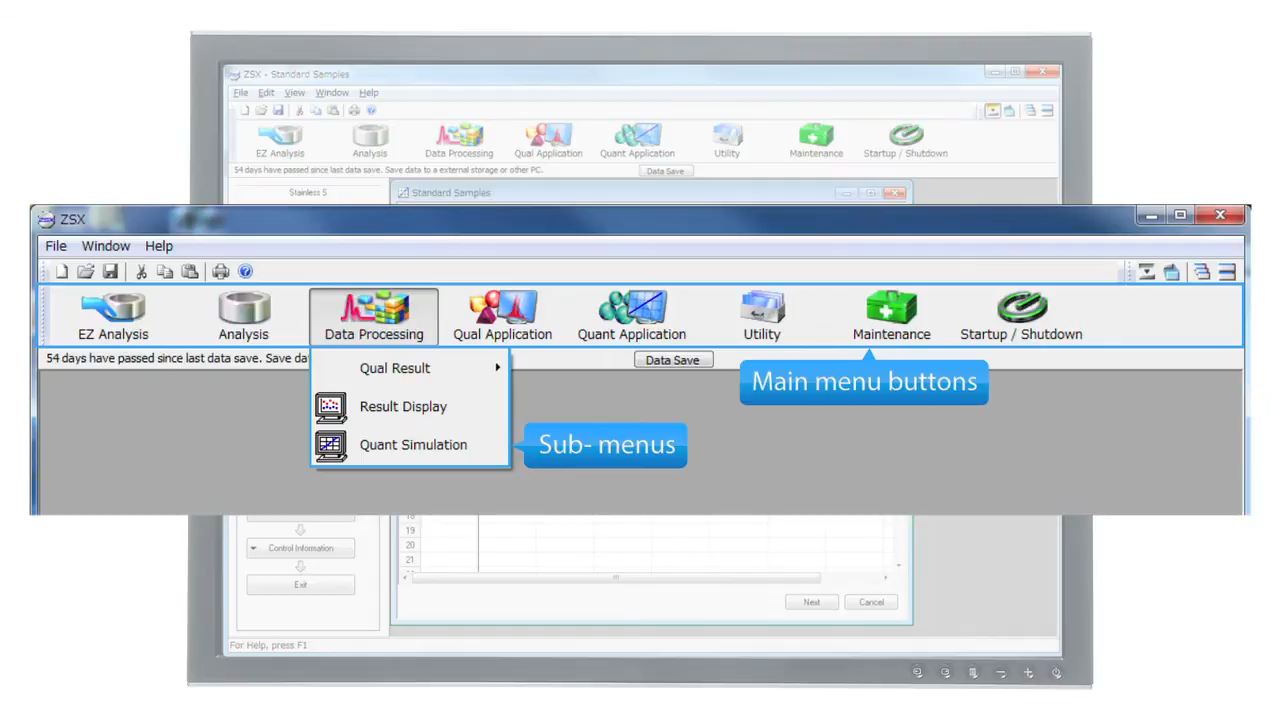 ZSX - Standard Samples
File Edit View Window Help
EZ Analysis Analysis Data Processing Qual Application Quant Application Utility Maintenance Startup / Shutdown
54 days have passed since last data save. Save data to a external storage or other PC. Data Save
Stainless S
Standard Samples
ZSX
File Window Help
EZ Analysis Analysis Data Processing Qual Application Quant Application Utility Maintenance Startup / Shutdown
54 days have passed since last data save. Save da
Data Save
Qual Result
Result Display
Quant Simulation
Main menu buttons
Sub- menus
19
20
21
Control Information
Exit
Next Cancel
For Help, press F1